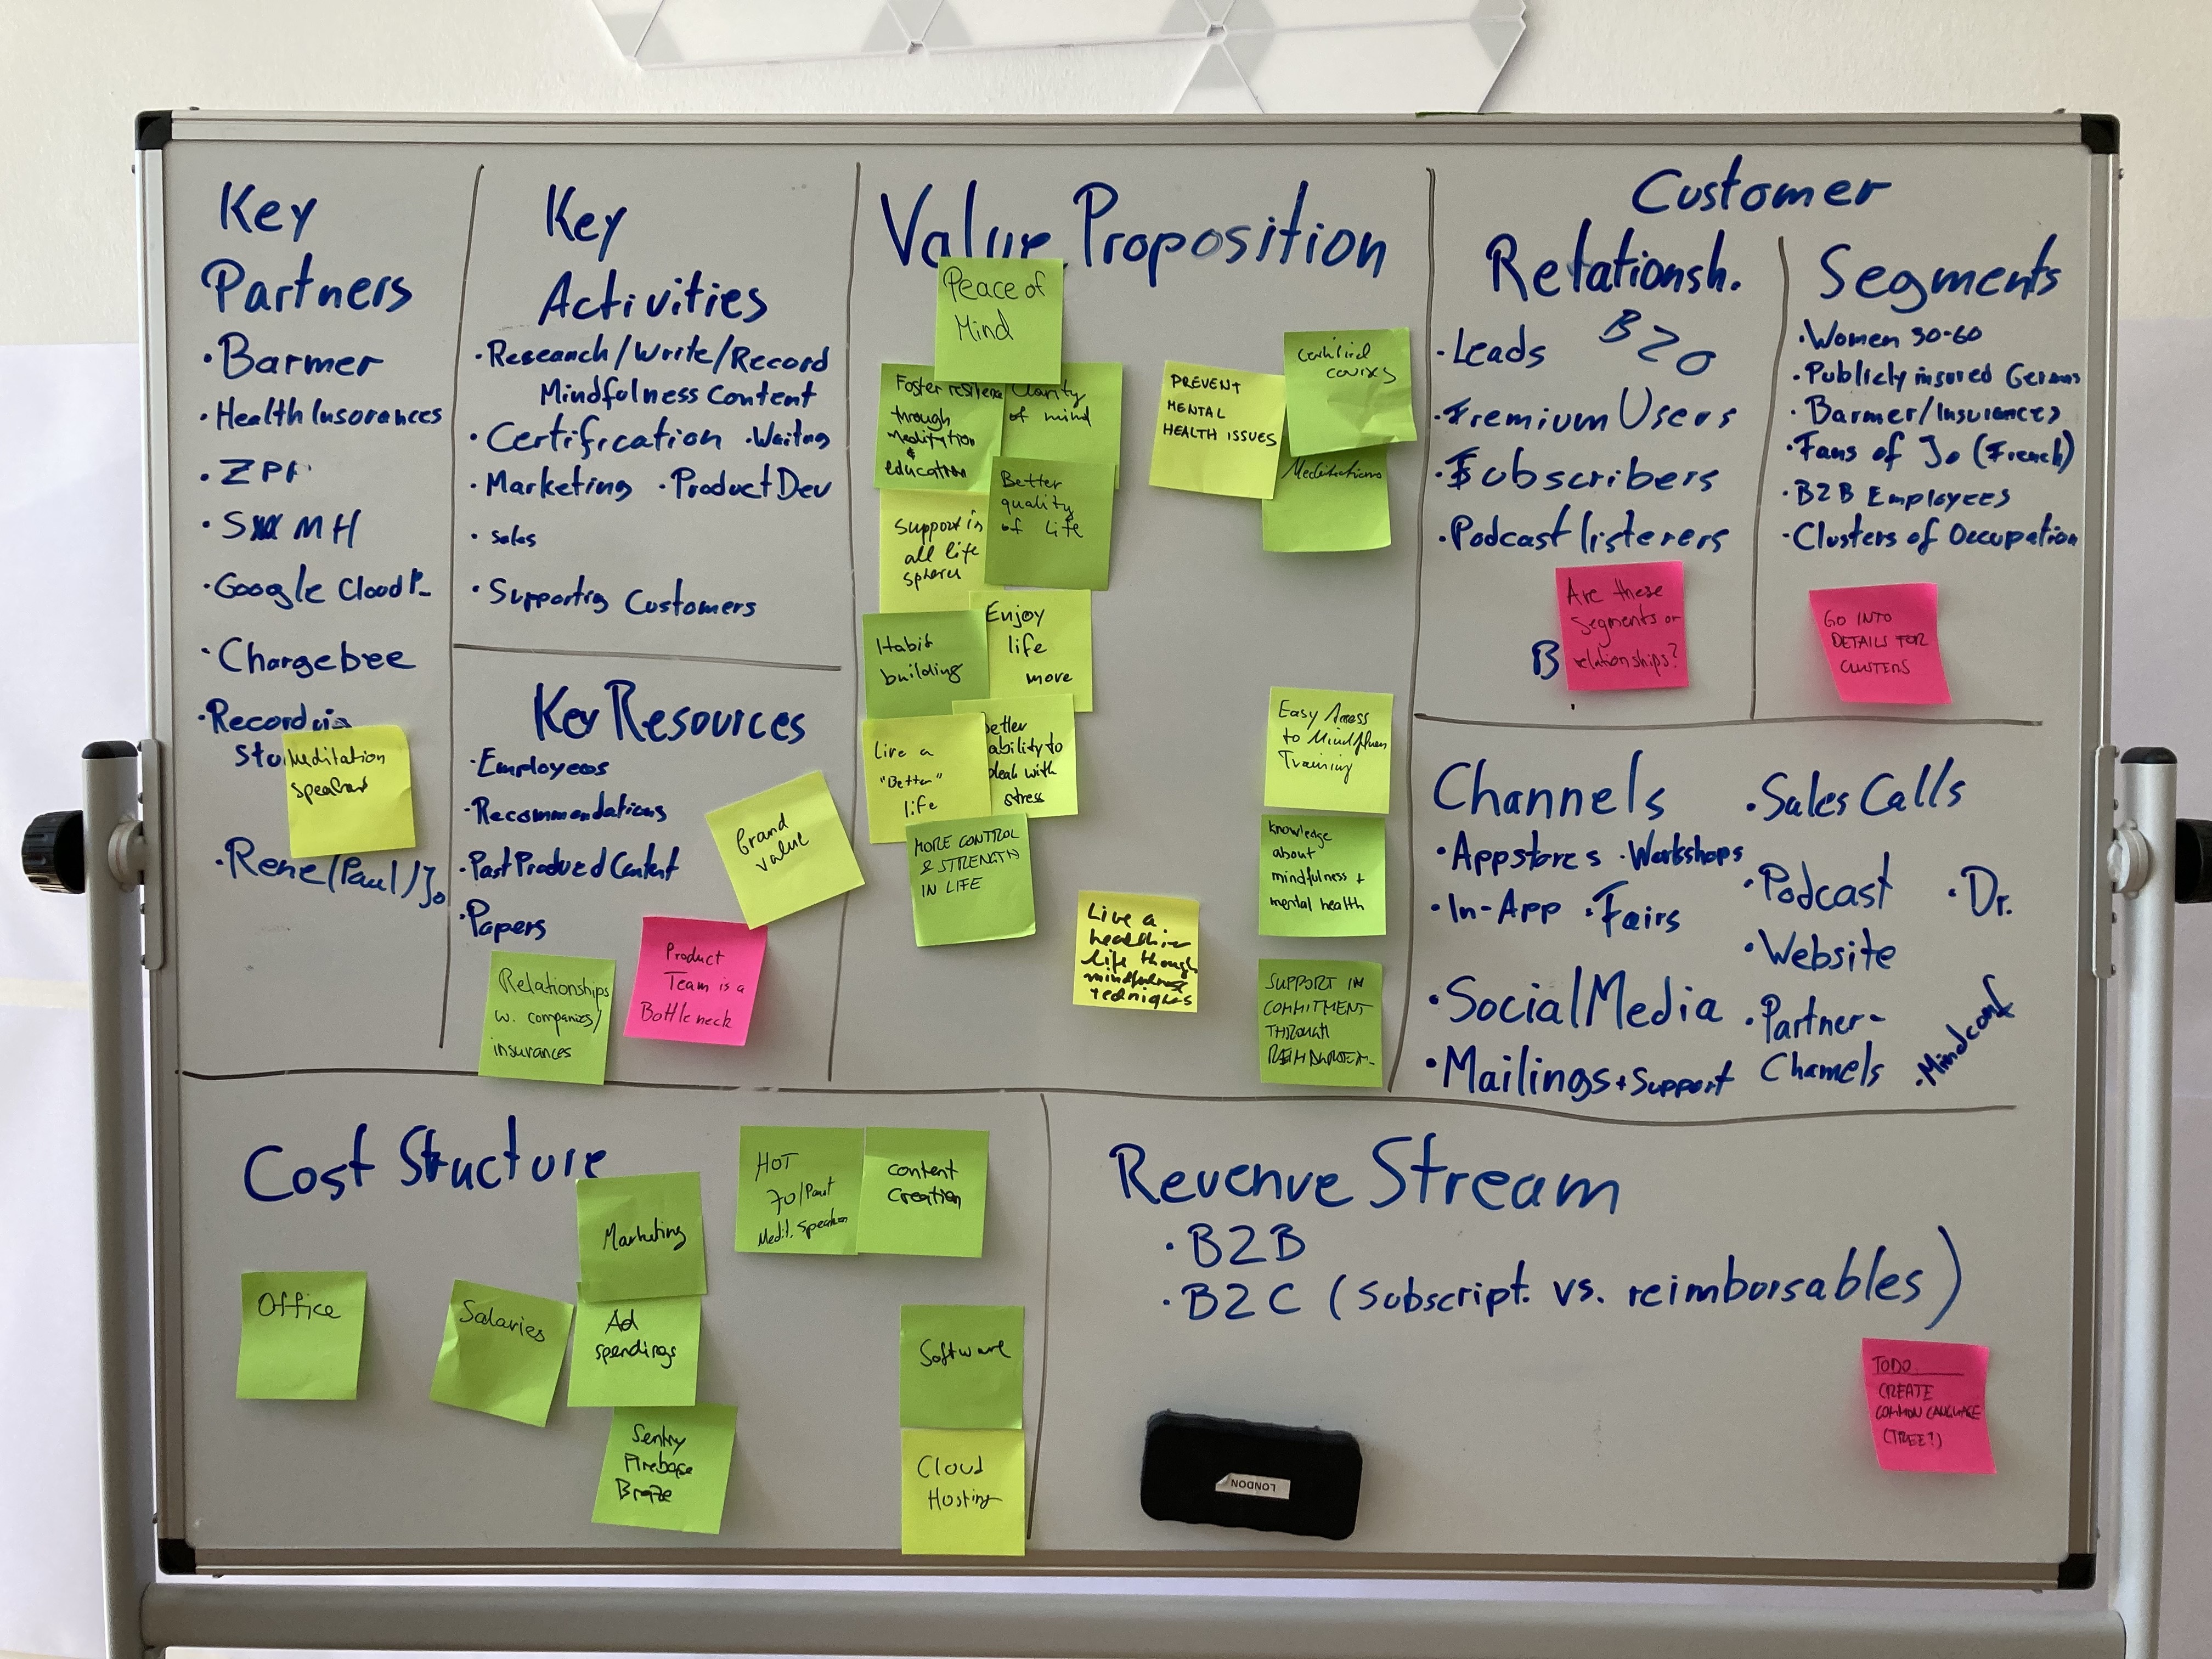 Key
Partners
• Barmer
• Health Insurances
• ZPP
• S MH
• Google Cloud P_
• Chargebee
• Recording
Stu
Meditation
speaker
• Rene/Paul/Jo
Key
Activities
• Research/Write/Record
Mindfulness Content
• Certification • Waiting
• Marketing • Product Dev
• Sales
• Supporting Customers
Key Resources
• Employees
• Recommendations
• Past Produced Content
• Papers
Brand
value
Relationships
w. companies/
insurances
Product
Team is a
Bottleneck
Value Proposition
Peace of
Mind
Foster resilience
through
meditation
&
education
Clarity
of mind
Support in
all life
spheres
Better
quality
of life
Habit
building
Enjoy
life
more
Live a
"Better"
life
better
ability to
deal with
stress
MORE CONTROL
& STRENGTH
IN LIFE
PREVENT
MENTAL
HEALTH ISSUES
Certified
courses
Meditations
Easy Access
to Mindfulness
Training
knowledge
about
mindfulness +
mental health
Live a
healthier
life though
mindfulness
techniques
SUPPORT IN
COMMITMENT
THROUGH
Customer
Relationsh.
• Leads
• Fremium Users
• Subscribers
• Podcast listeners
Are these
Segments or
relationships?
B
Segments
• Women 30-60
• Publicly insured Germans
• Barmer/Insurances
• Fans of Jo (French)
• B2B Employees
• Clusters of Occupation
GO INTO
DETAILS FOR
CLUSTERS
Channels
• Appstores • Workshops
• In-App • Fairs
• Social Media
• Mailings + Support
• Sales Calls
• Podcast • Dr.
• Website
• Partner-
Channels
• Mindconf
Cost Structure
Office
Salaries
Marketing
Ad
spendings
Sentry
Firebase
Braze
HOT
Jo/Paul
Medit. Speaker
Content
Creation
Software
Cloud
Hosting
Revenue Stream
• B2B
• B2C (Subscript. vs. reimbursables)
TODO:
CREATE
COMMON LANGUAGE
(TREE?)
LONDON